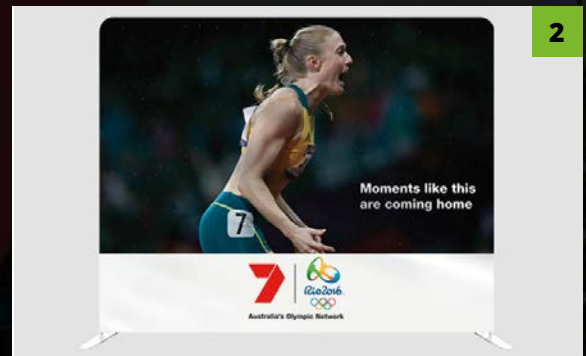 2
7
Moments like this
are coming home
7
Rio2016
Australia's Olympic Network